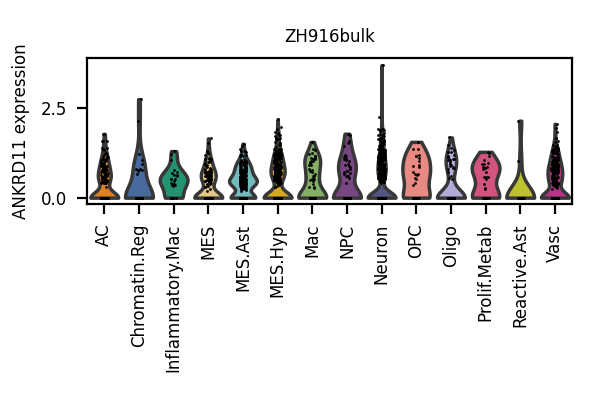 ZH916bulk
ANKRD11 expression
2.5
0.0
AC
Chromatin.Reg
Inflammatory.Mac
MES
MES.Ast
MES.Hyp
Mac
NPC
Neuron
OPC
Oligo
Prolif.Metab
Reactive.Ast
Vasc